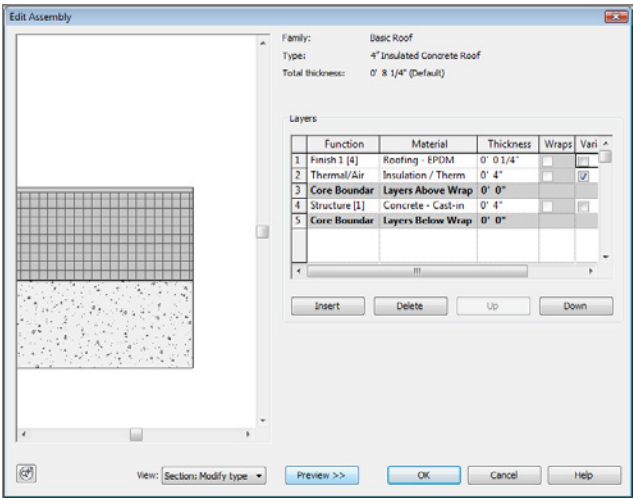 Edit Assembly
Family: Basic Roof
Type: 4" Insulated Concrete Roof
Total thickness: 0' 8 1/4" (Default)
Layers
Function Material Thickness Wraps Vari
1 Finish 1 [4] Roofing - EPDM 0' 0 1/4"
2 Thermal/Air Insulation / Therm 0' 4"
3 Core Boundar Layers Above Wrap 0' 0"
4 Structure [1] Concrete - Cast-in 0' 4"
5 Core Boundar Layers Below Wrap 0' 0"
Insert Delete Up Down
View: Section: Modify type Preview >> OK Cancel Help